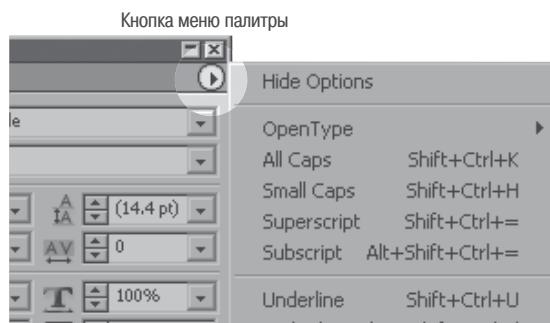 Кнопка меню палитры
Hide Options
le
OpenType
All Caps Shift+Ctrl+K
Small Caps Shift+Ctrl+H
(14.4 pt)
Superscript Shift+Ctrl+=
0
Subscript Alt+Shift+Ctrl+=
100%
Underline Shift+Ctrl+U